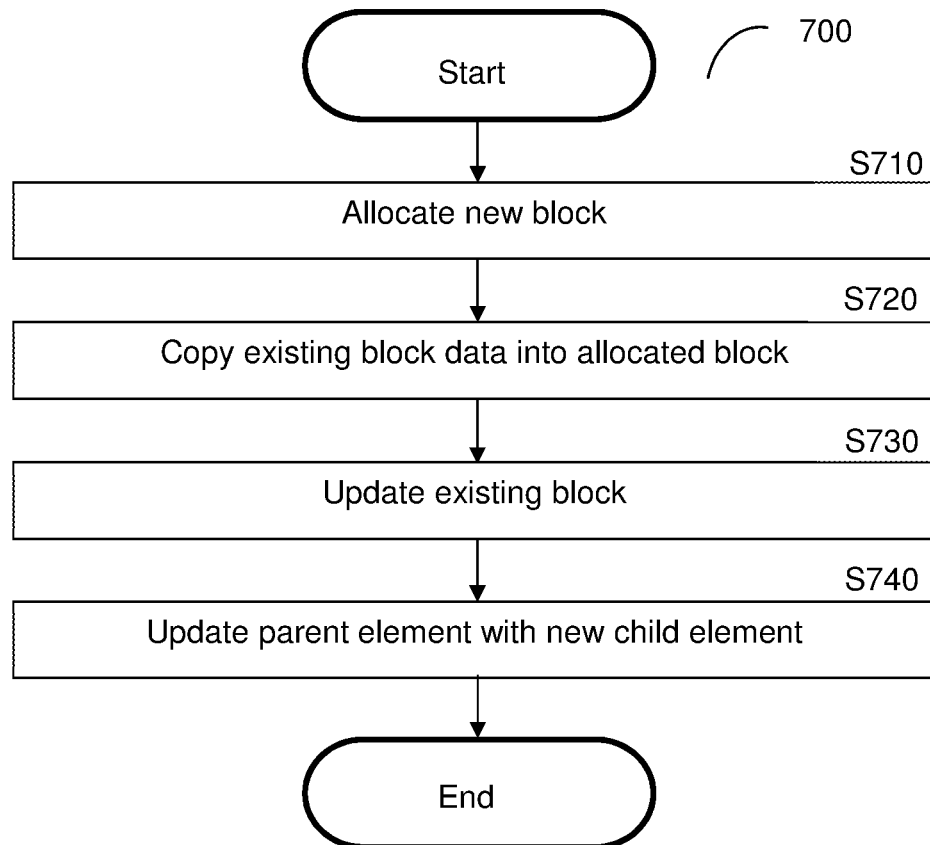 700
Start
S710
Allocate new block
S720
Copy existing block data into allocated block
S730
Update existing block
S740
Update parent element with new child element
End